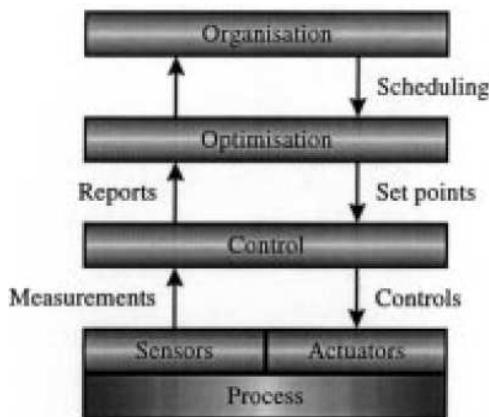 Organisation
Scheduling
Optimisation
Reports
Set points
Control
Measurements
Controls
Sensors
Actuators
Process